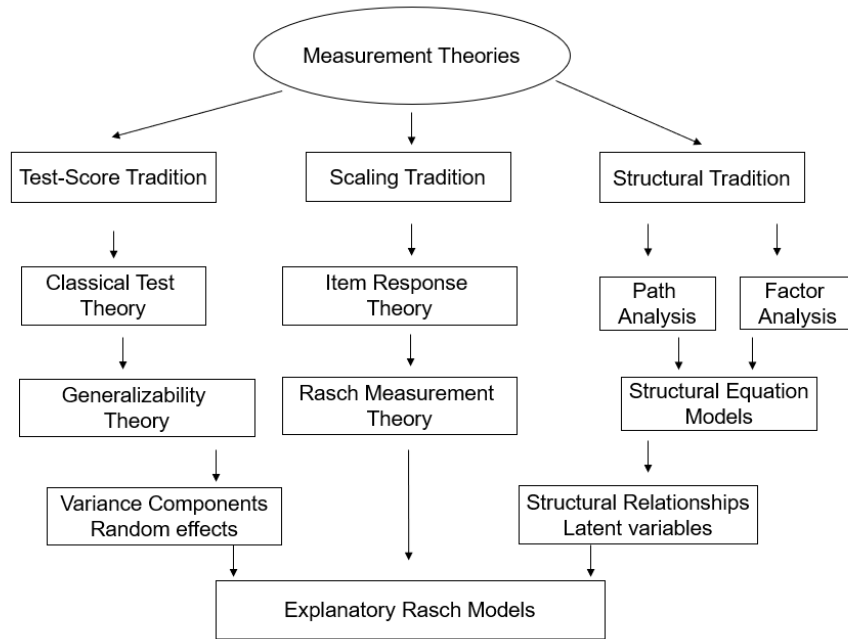 Measurement Theories
Test-Score Tradition
Scaling Tradition
Structural Tradition
Classical Test
Theory
Item Response
Theory
Path
Analysis
Factor
Analysis
Generalizability
Theory
Rasch Measurement
Theory
Structural Equation
Models
Variance Components
Random effects
Structural Relationships
Latent variables
Explanatory Rasch Models